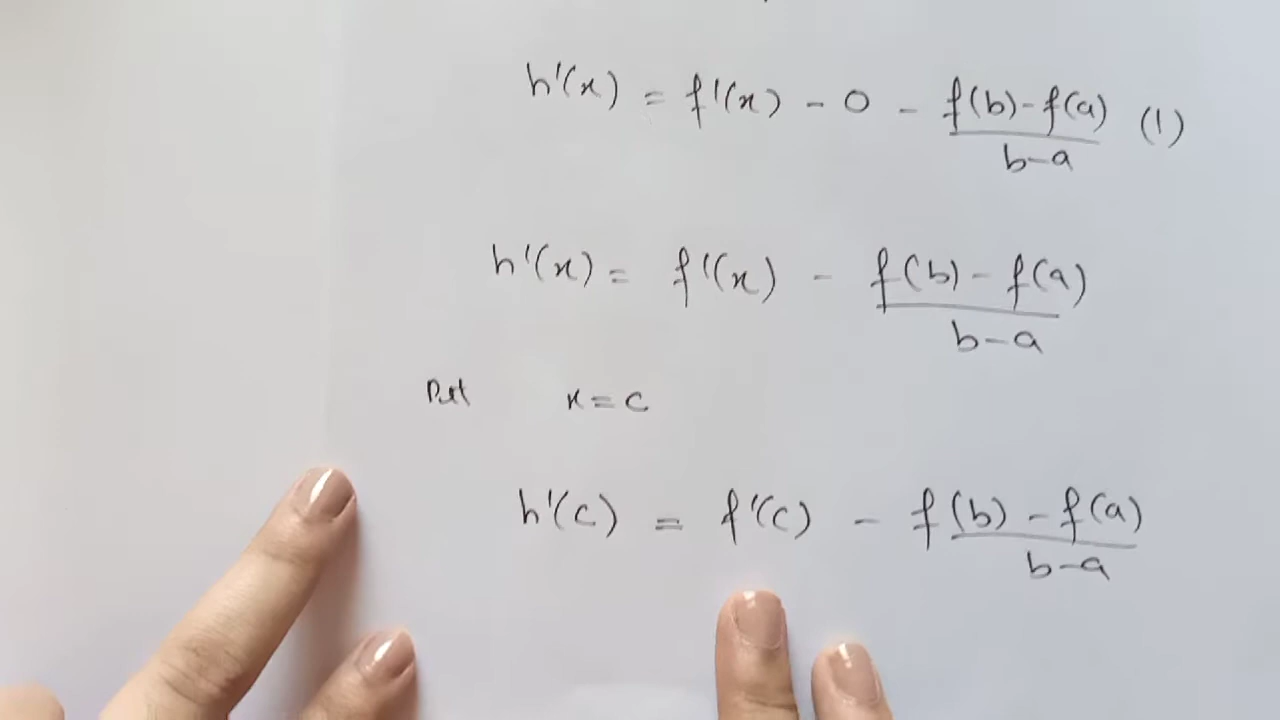 h'(x) = f'(x) - 0 - f(b)-f(a)/b-a (1)
h'(x) = f'(x) - f(b)-f(a)/b-a
Put x=c
h'(c) = f'(c) - f(b)-f(a)/b-a